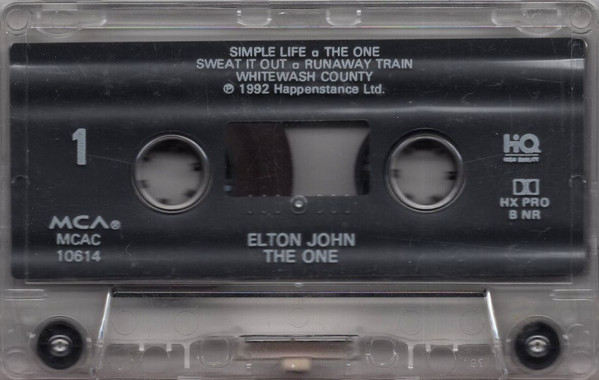 SIMPLE LIFE ¤ THE ONE
SWEAT IT OUT ¤ RUNAWAY TRAIN
WHITEWASH COUNTY
℗ 1992 Happenstance Ltd.
1
HiQ
HIGH QUALITY
HX PRO
B NR
MCA®
MCAC
10614
ELTON JOHN
THE ONE